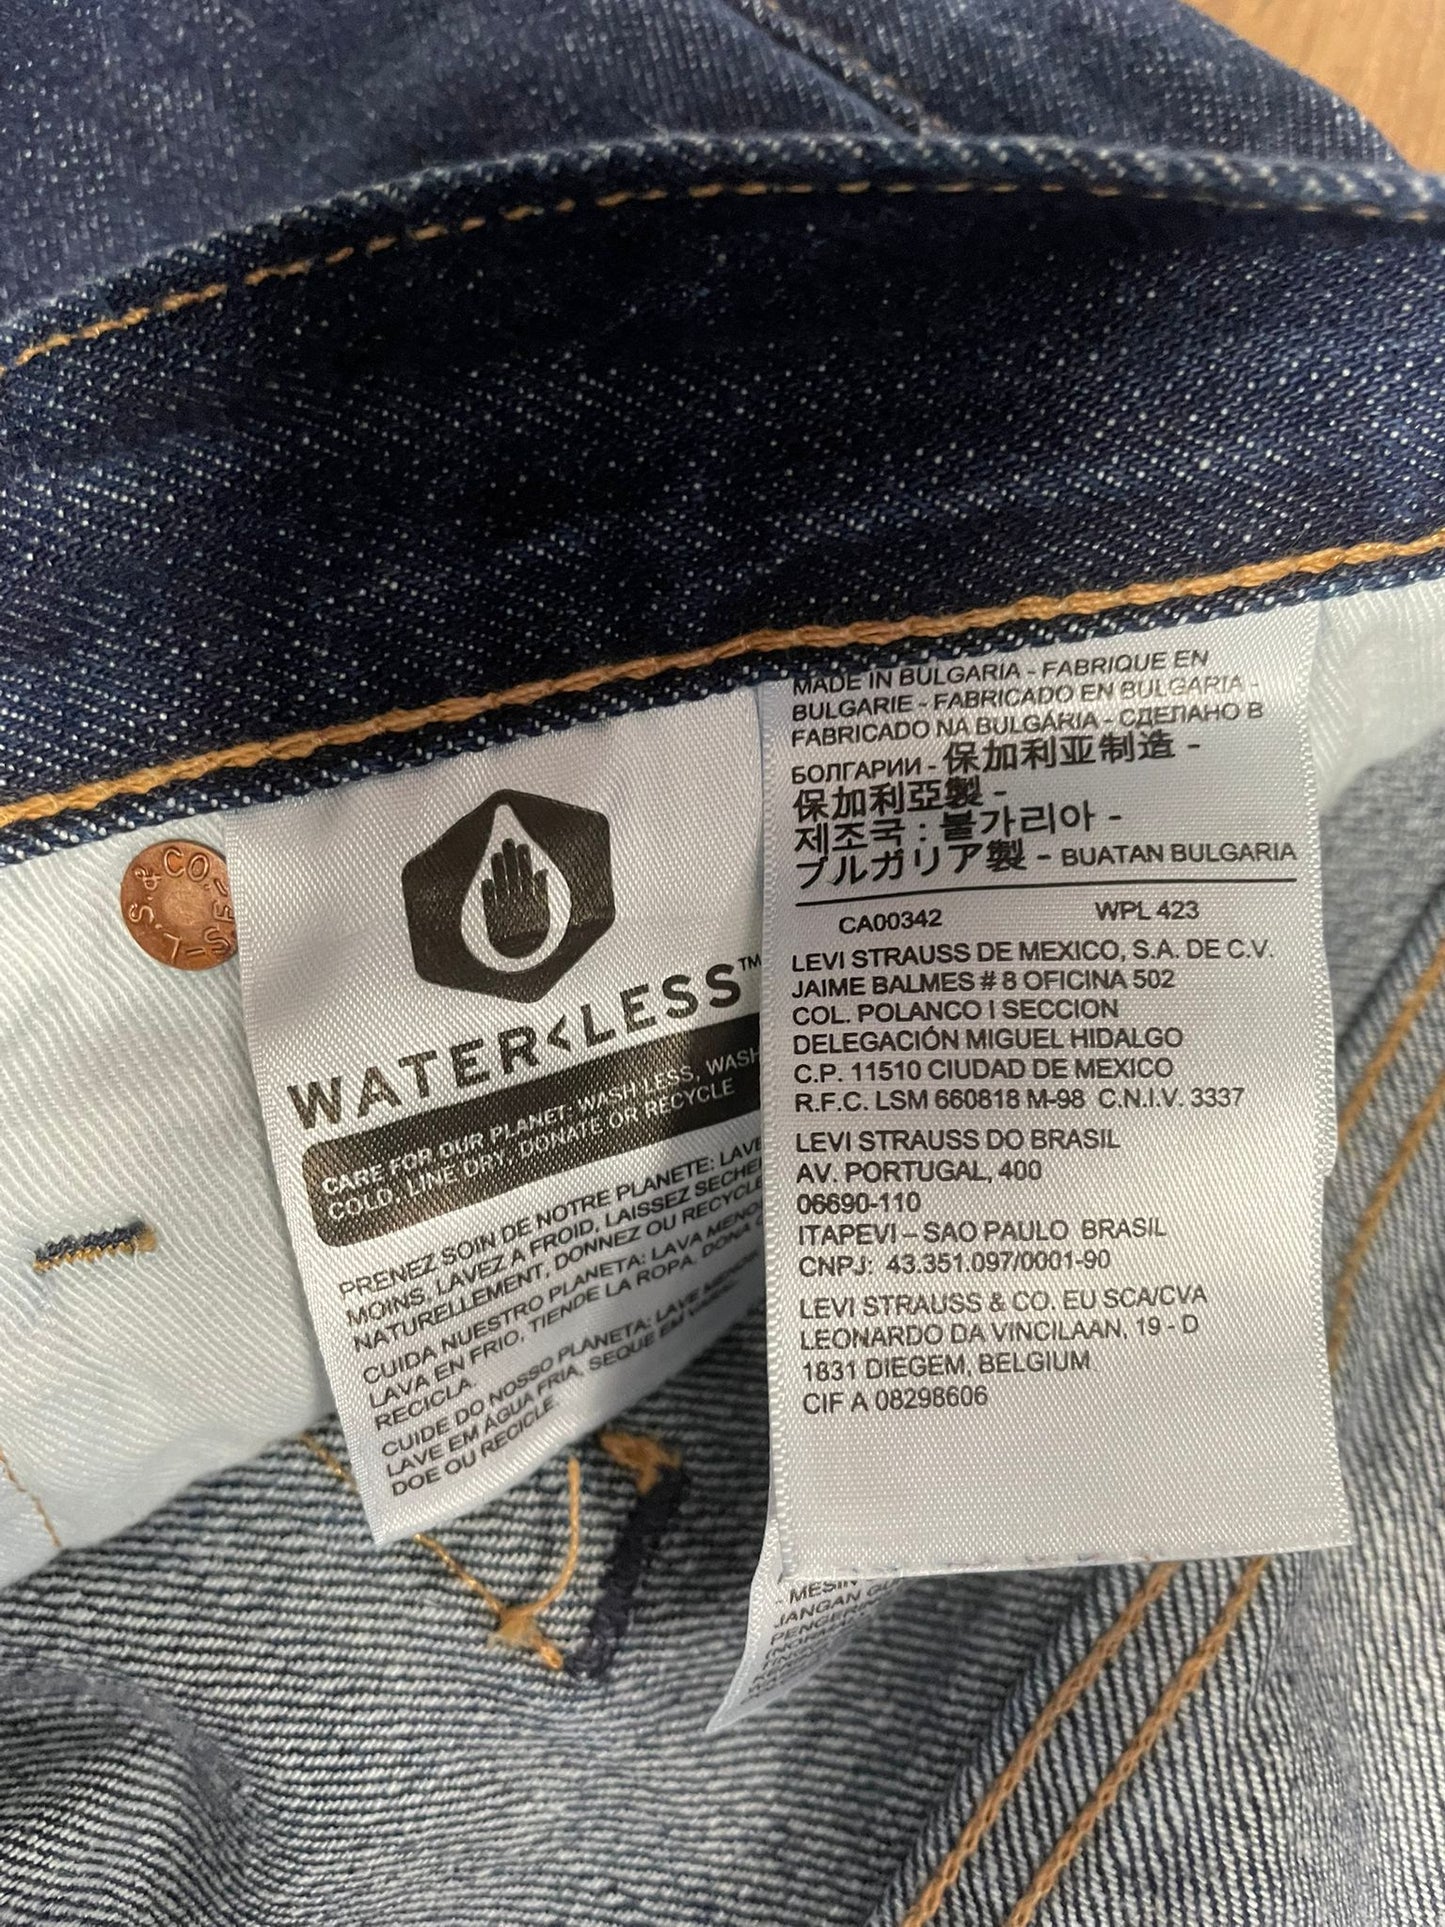 L.S.&CO.-S.F.-
WATER<LESS™
CARE FOR OUR PLANET: WASH LESS, WASH
COLD, LINE DRY, DONATE OR RECYCLE
PRENEZ SOIN DE NOTRE PLANETE: LAVE
MOINS, LAVEZ A FROID, LAISSEZ SECHE
NATURELLEMENT, DONNEZ OU RECYCLE
CUIDA NUESTRO PLANETA: LAVA MENO
LAVA EN FRIO, TIENDE LA ROPA, DONA
RECICLA.
CUIDE DO NOSSO PLANETA: LAVE MENOS
LAVE EM ÁGUA FRIA, SEQUE EM
DOE OU RECICLE.
MADE IN BULGARIA - FABRIQUE EN
BULGARIE - FABRICADO EN BULGARIA -
FABRICADO NA BULGÁRIA - СДЕЛАНО В
БОЛГАРИИ - 保加利亚制造 -
保加利亞製 -
제조국 : 불가리아 -
ブルガリア製 - BUATAN BULGARIA
CA00342 WPL 423
LEVI STRAUSS DE MEXICO, S.A. DE C.V.
JAIME BALMES # 8 OFICINA 502
COL. POLANCO I SECCION
DELEGACIÓN MIGUEL HIDALGO
C.P. 11510 CIUDAD DE MEXICO
R.F.C. LSM 660818 M-98 C.N.I.V. 3337
LEVI STRAUSS DO BRASIL
AV. PORTUGAL, 400
06690-110
ITAPEVI – SAO PAULO BRASIL
CNPJ: 43.351.097/0001-90
LEVI STRAUSS & CO. EU SCA/CVA
LEONARDO DA VINCILAAN, 19 - D
1831 DIEGEM, BELGIUM
CIF A 08298606
- MESIN
JANGAN